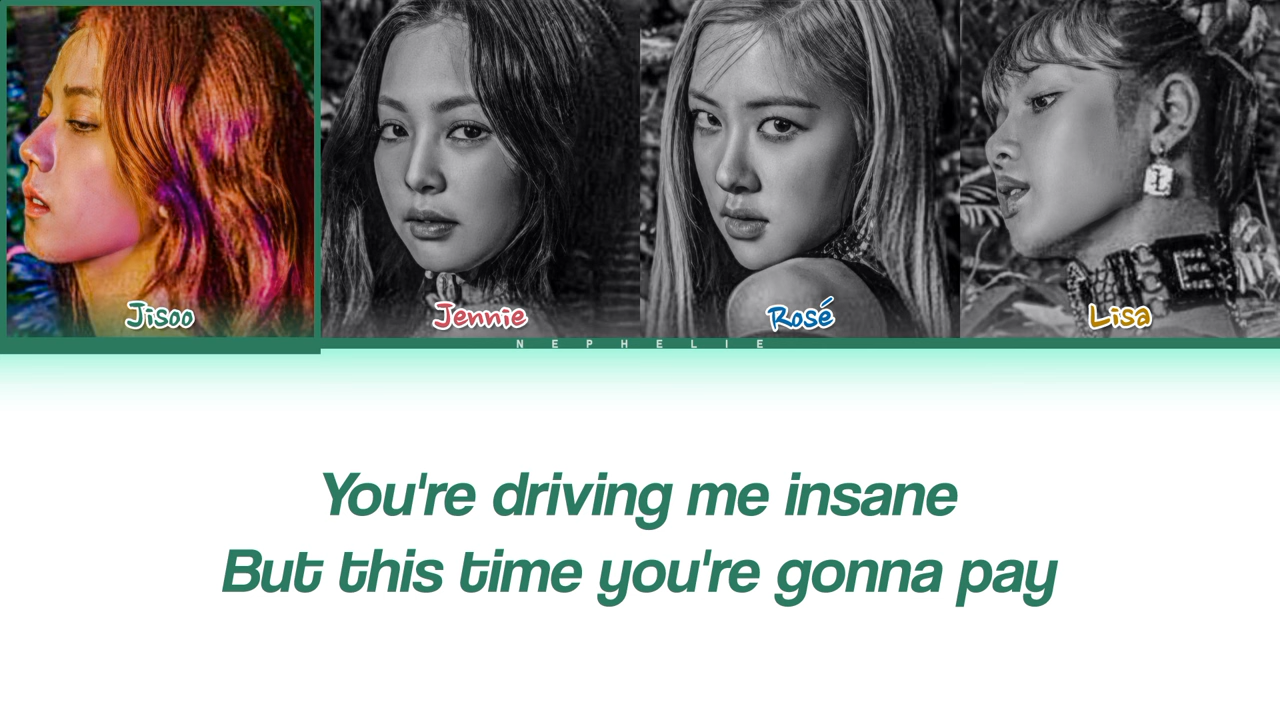 Jisoo
Jennie
Rosé
Lisa
NEPHELIE
You're driving me insane
But this time you're gonna pay